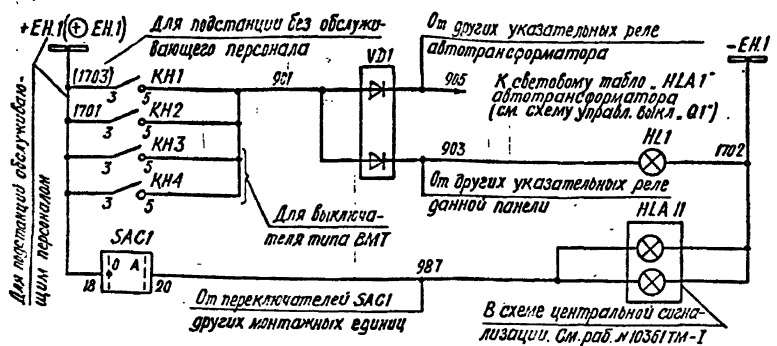 +ЕН.1(⊕ ЕН.1)
Для подстанции без обслужи-
вающего персонала
(1703)
КН1
3
5
1701
КН2
3
5
КН3
3
5
КН4
3
5
901
VD1
От других указательных реле
автотрансформатора
905
К световому табло „HLA1"
автотрансформатора
(см. схему управл. выкл „Q1")
903
HL1
1702
-ЕН.1
От других указательных реле
данной панели
Для выключа-
теля типа ВМТ
Для подстанций обслуживаю-
щим персоналом
SAC1
0 А
18
20
987
HLA II
От переключателей SAC1
других монтажных единиц
В схеме центральной сигна-
лизации. См. раб. №10361ТМ-I